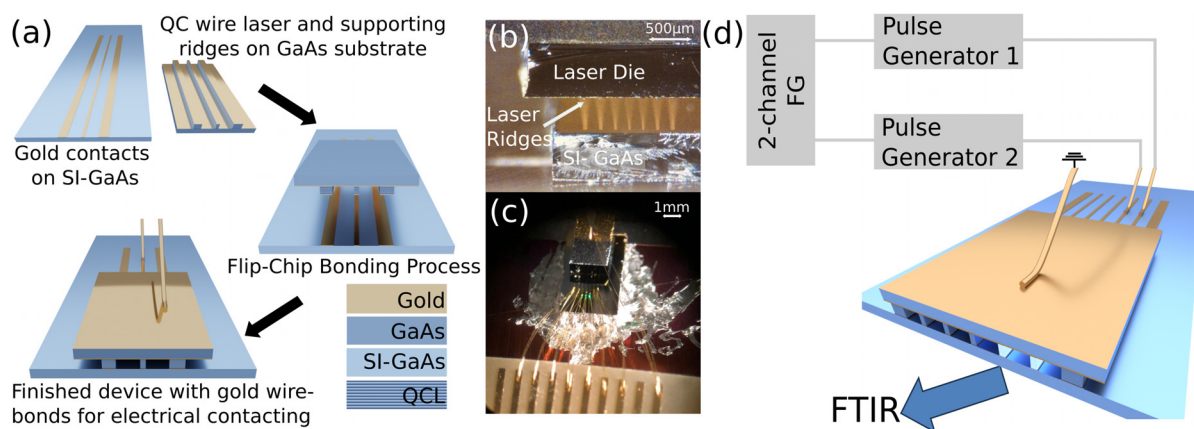 (a)
QC wire laser and supporting
ridges on GaAs substrate
Gold contacts
on SI-GaAs
Flip-Chip Bonding Process
Finished device with gold wire-
bonds for electrical contacting
Gold
GaAs
SI-GaAs
QCL
(b)
500μm
Laser Die
Laser
Ridges
SI- GaAs
(c)
1mm
(d)
2-channel
FG
Pulse
Generator 1
Pulse
Generator 2
FTIR